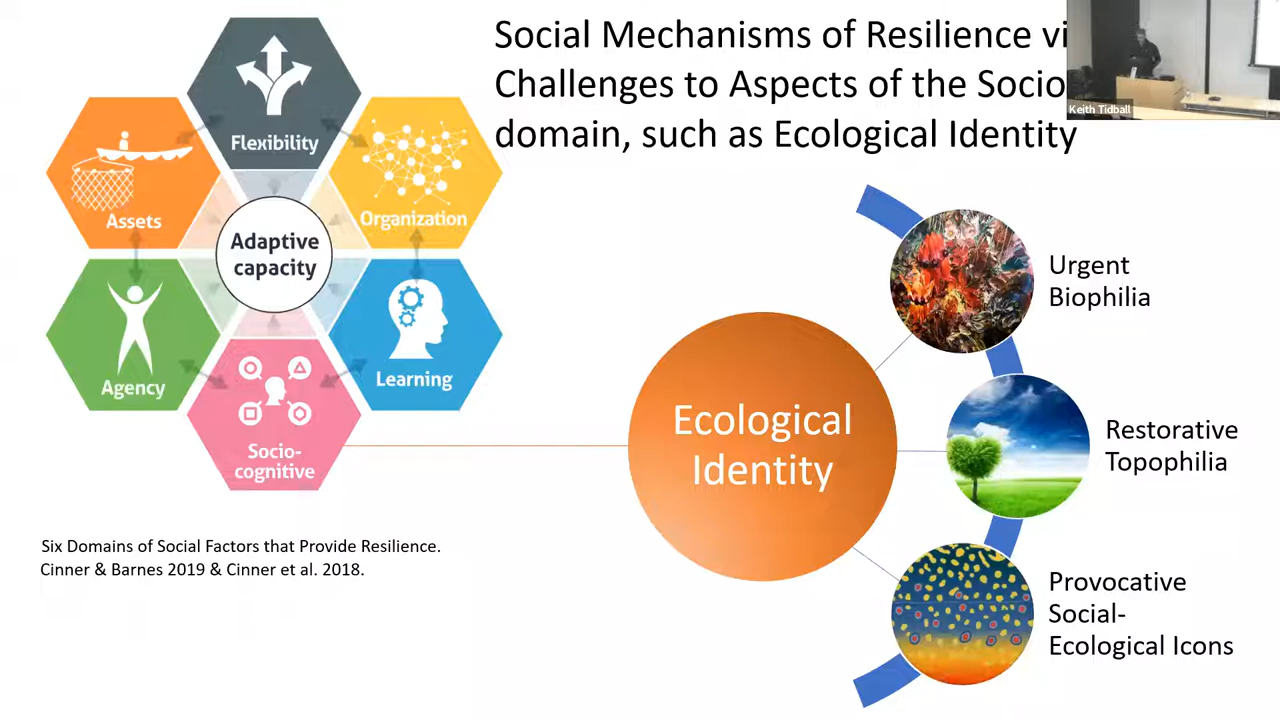 Social Mechanisms of Resilience
Challenges to Aspects of the Socio
domain, such as Ecological Identity
Keith Tidball
Flexibility
Assets
Organization
Adaptive
capacity
Agency
Learning
Socio-
cognitive
Six Domains of Social Factors that Provide Resilience.
Cinner & Barnes 2019 & Cinner et al. 2018.
Ecological
Identity
Urgent
Biophilia
Restorative
Topophilia
Provocative
Social-
Ecological Icons